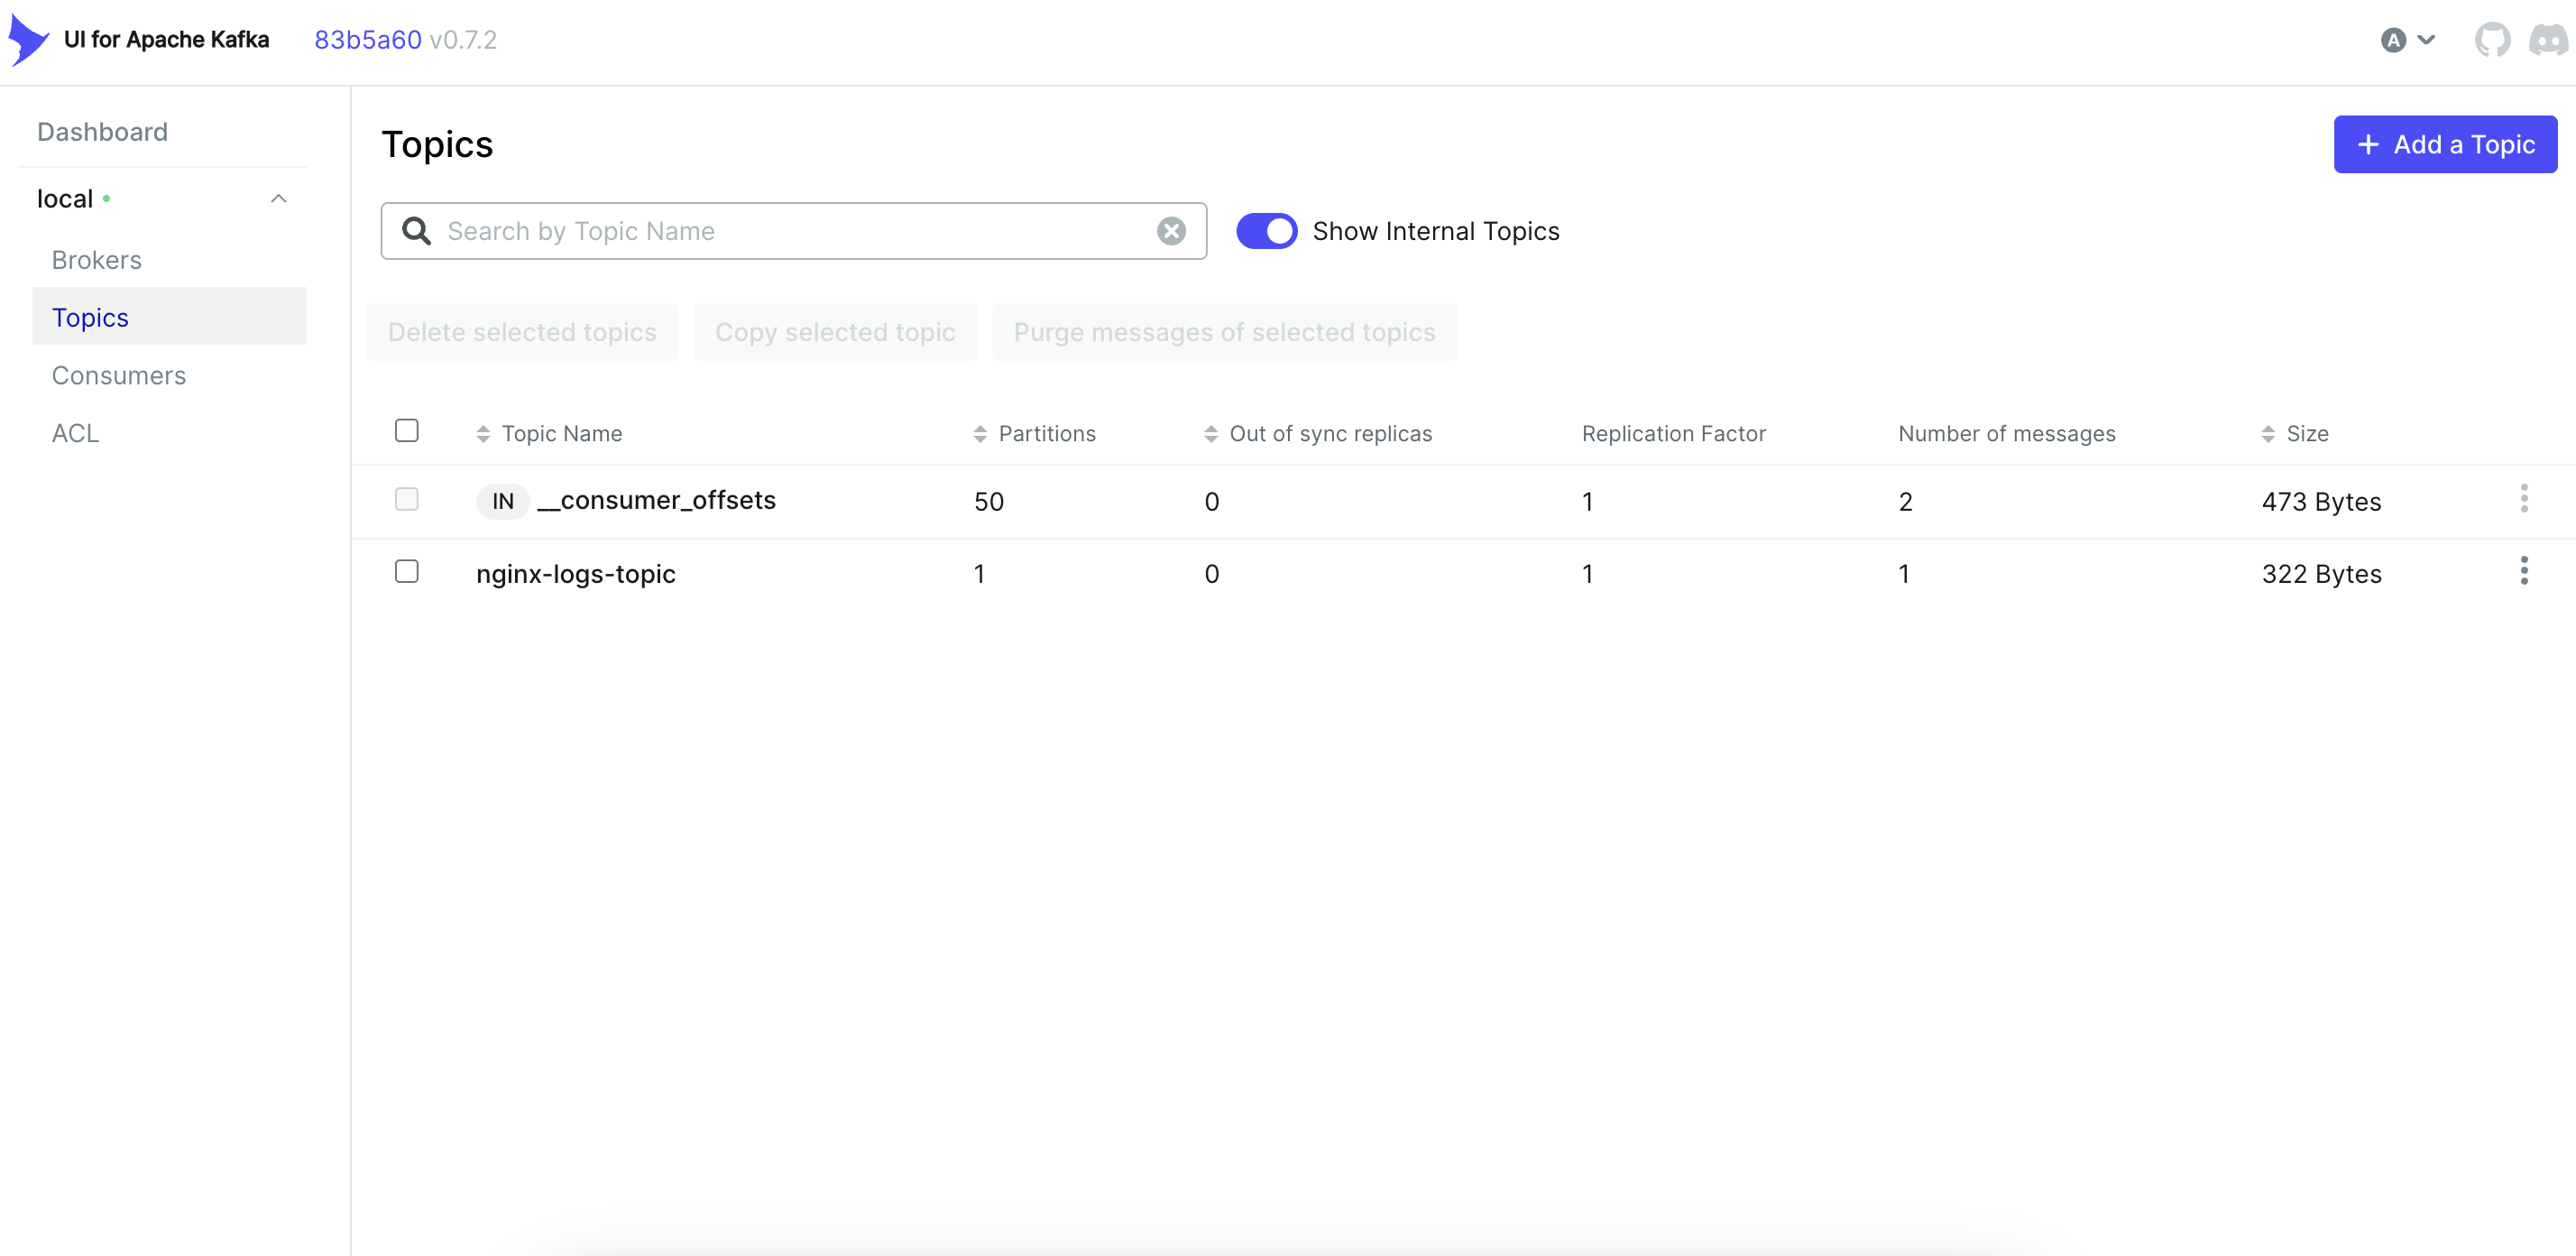 UI for Apache Kafka 83b5a60 v0.7.2 A
Dashboard
local
Brokers
Topics
Consumers
ACL
Topics
Add a Topic
Search by Topic Name
Show Internal Topics
Delete selected topics Copy selected topic Purge messages of selected topics
Topic Name Partitions Out of sync replicas Replication Factor Number of messages Size
IN __consumer_offsets 50 0 1 2 473 Bytes
nginx-logs-topic 1 0 1 1 322 Bytes